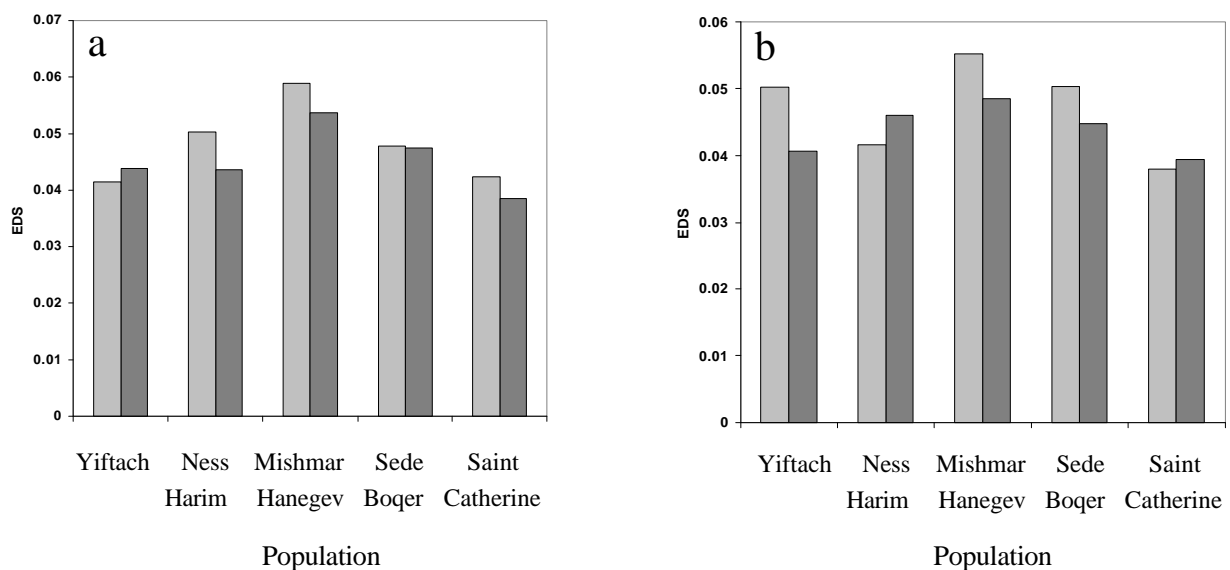 a
0.07
0.06
0.05
0.04
0.03
0.02
0.01
0
EDS
Yiftach Ness Mishmar Sede Saint
Harim Hanegev Boqer Catherine
Population
b
0.06
0.05
0.04
0.03
0.02
0.01
0
EDS
Yiftach Ness Mishmar Sede Saint
Harim Hanegev Boqer Catherine
Population